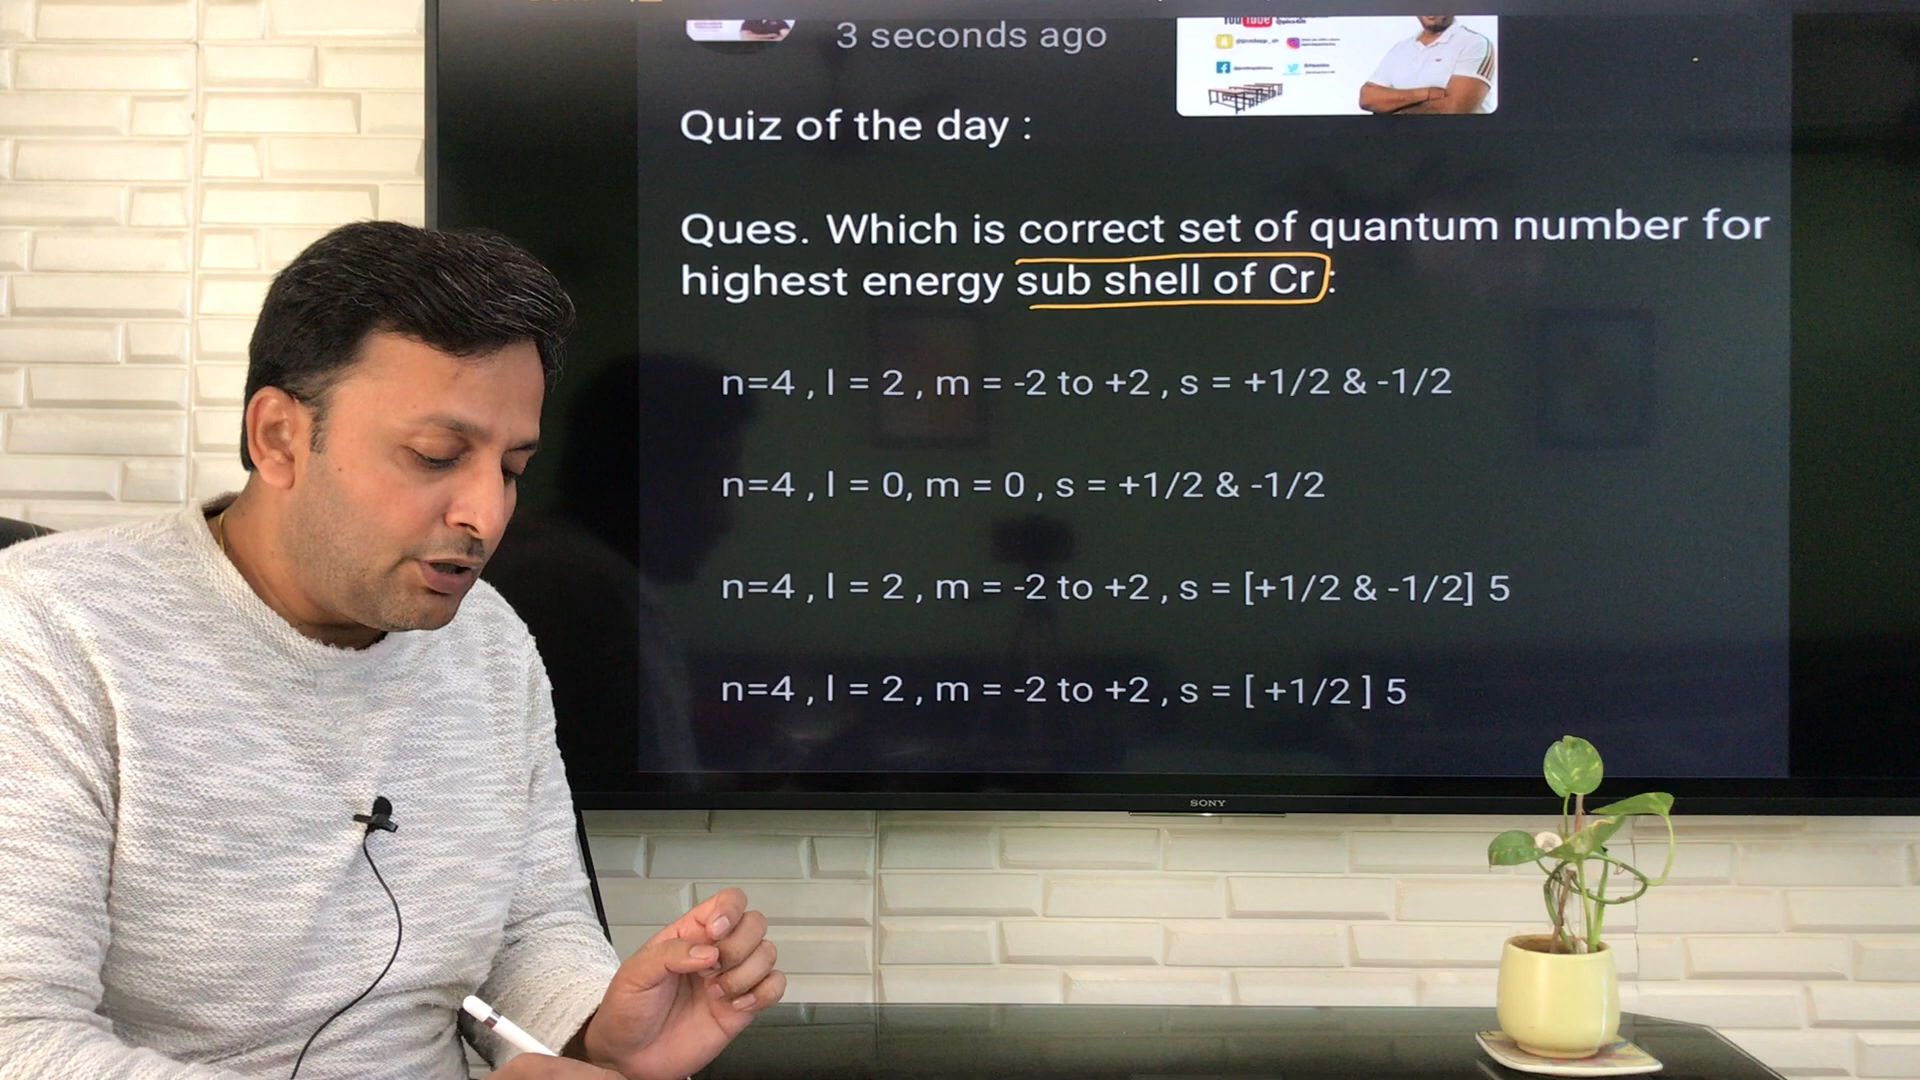 YouTube
3 seconds ago
Quiz of the day :
Ques. Which is correct set of quantum number for
highest energy sub shell of Cr :
n=4 , l = 2 , m = -2 to +2 , s = +1/2 & -1/2
n=4 , l = 0, m = 0 , s = +1/2 & -1/2
n=4 , l = 2 , m = -2 to +2 , s = [+1/2 & -1/2] 5
n=4 , l = 2 , m = -2 to +2 , s = [ +1/2 ] 5
SONY